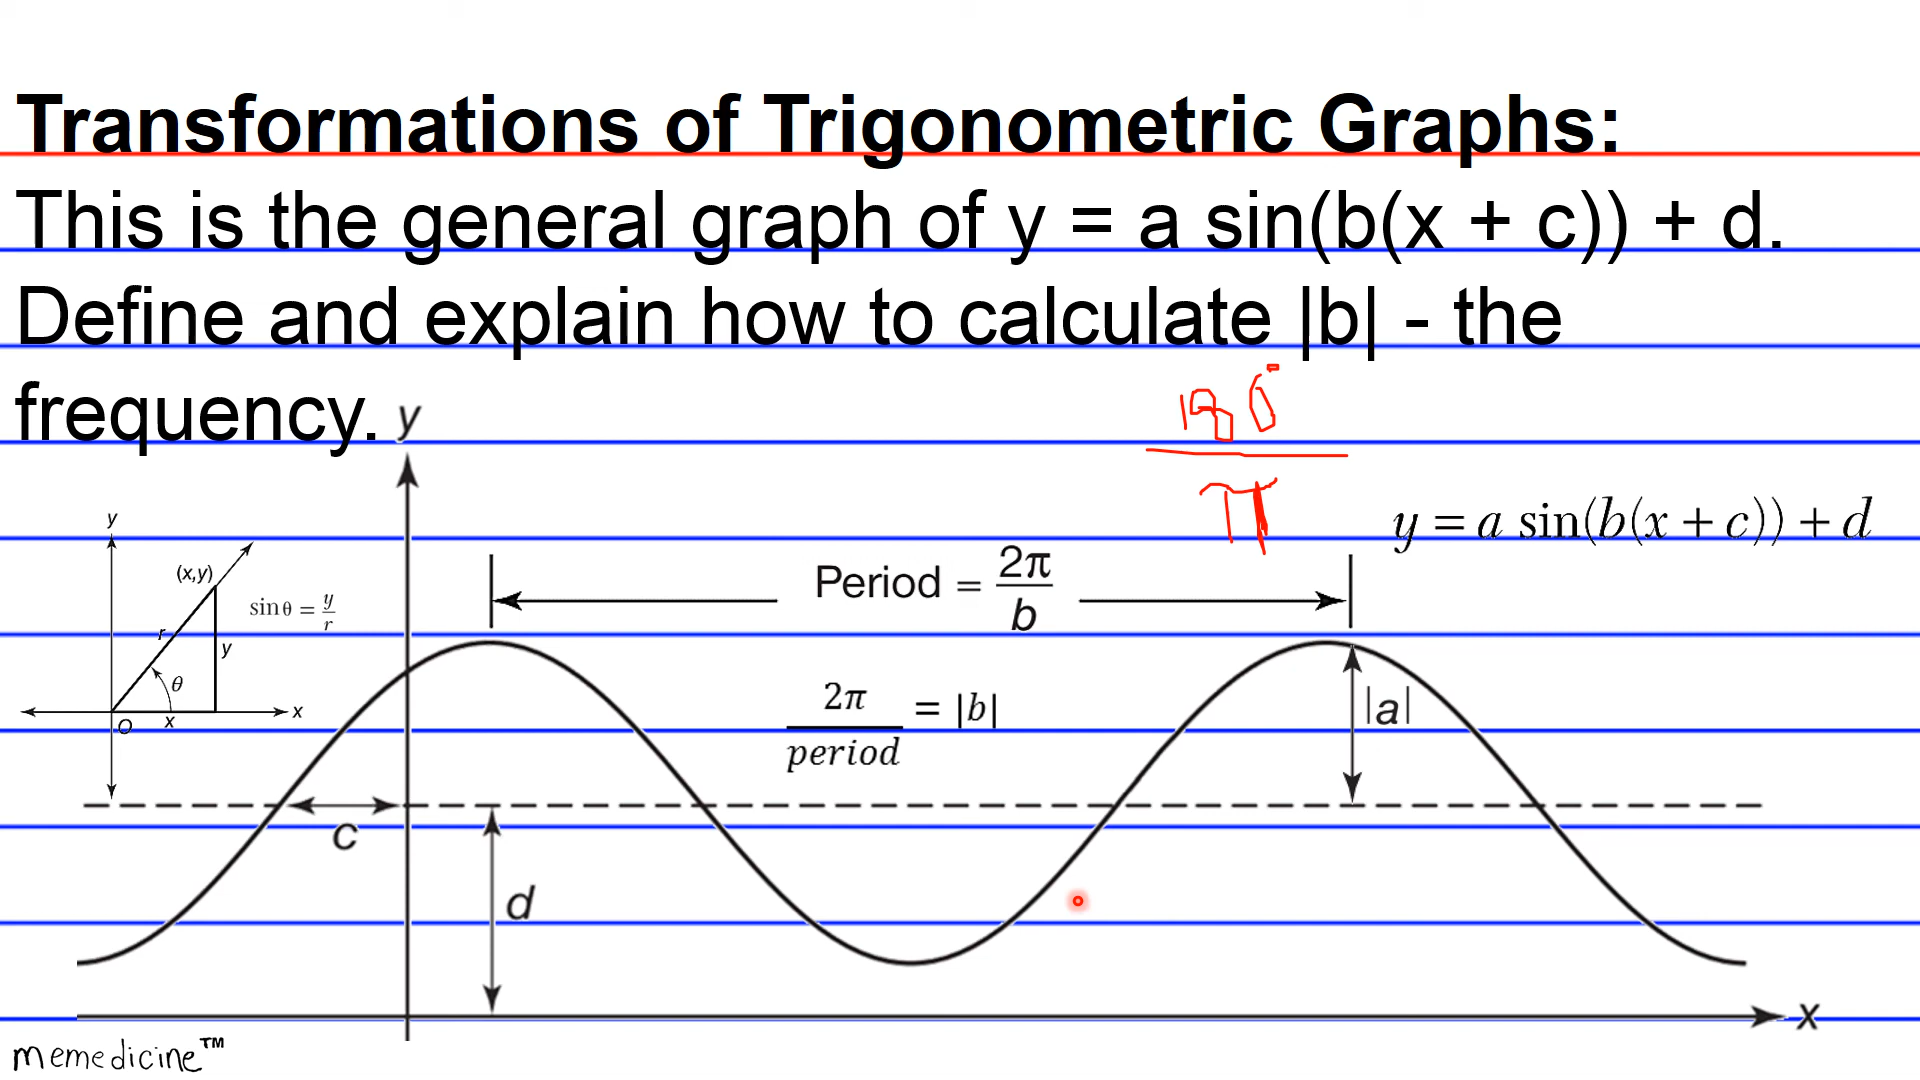 Transformations of Trigonometric Graphs:
This is the general graph of y = a sin(b(x + c)) + d.
Define and explain how to calculate |b| - the
frequency.
180°
π
y
y = a sin(b(x + c)) + d
y
(x,y)
sin θ = y/r
r
y
θ
O
x
x
Period = 2π/b
2π/period = |b|
|a|
c
d
x
memedicine™